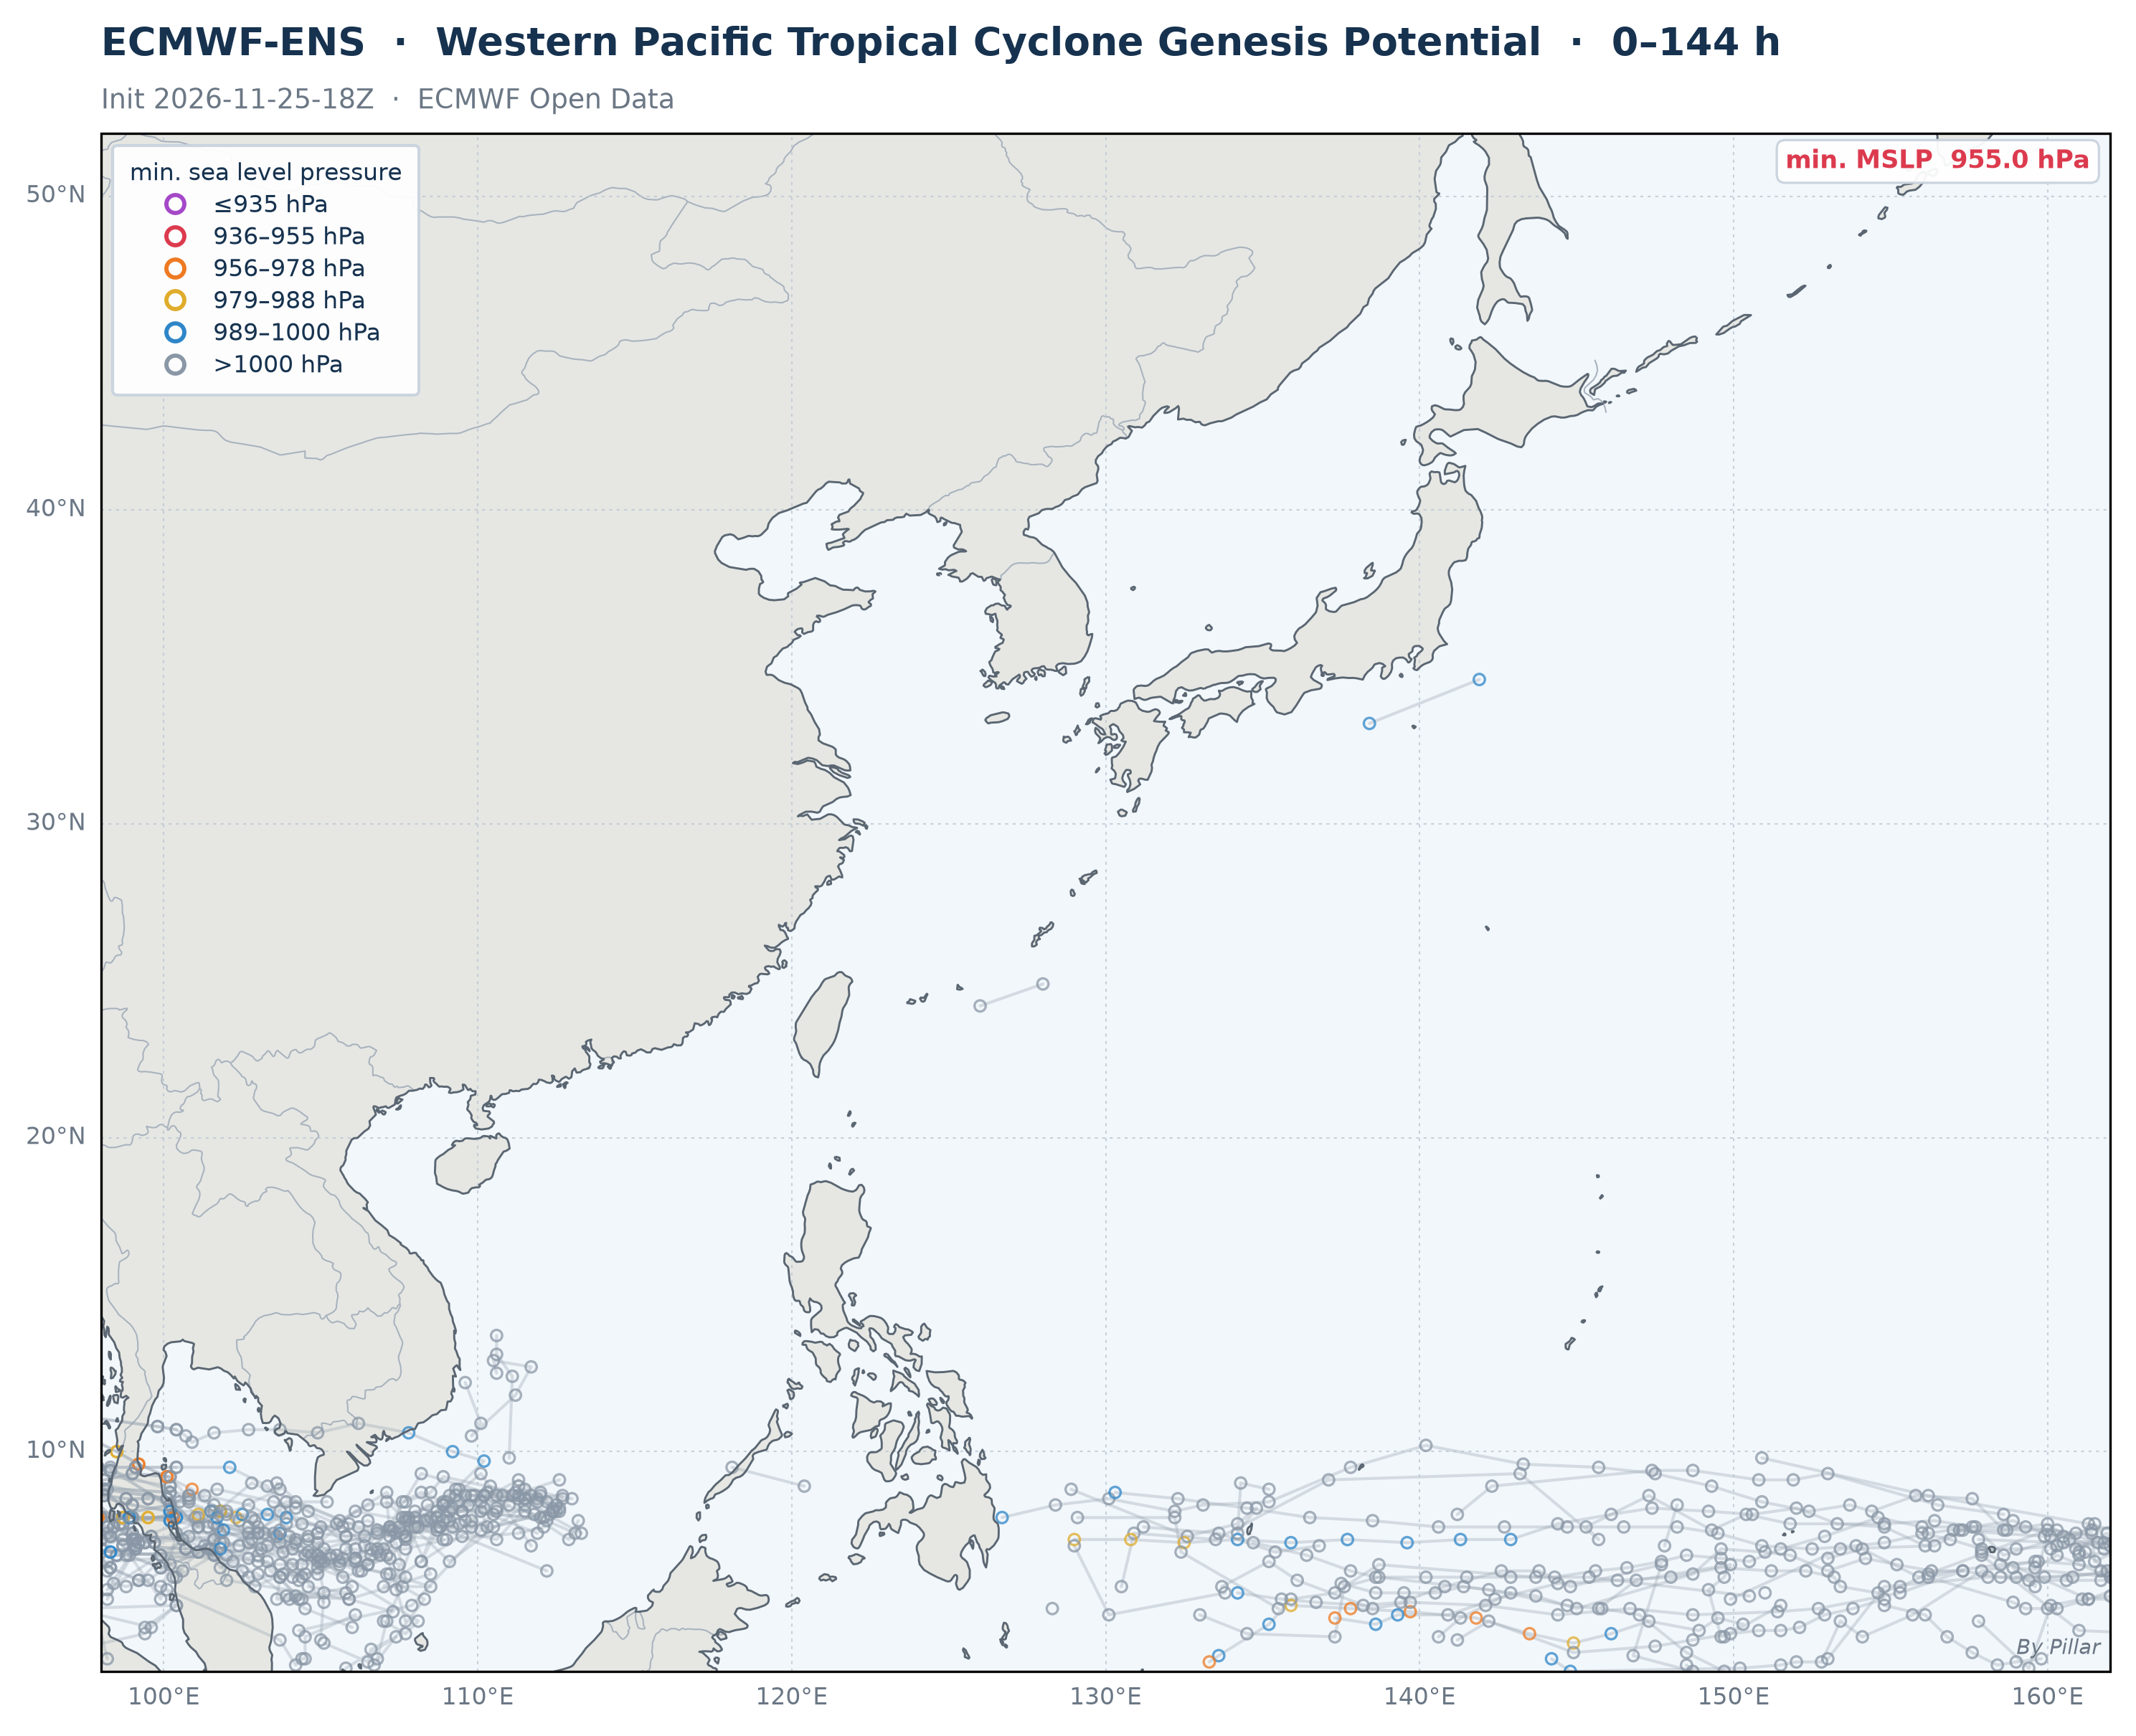 ECMWF-ENS · Western Pacific Tropical Cyclone Genesis Potential · 0–144 h
Init 2026-11-25-18Z · ECMWF Open Data
min. sea level pressure
≤935 hPa
936–955 hPa
956–978 hPa
979–988 hPa
989–1000 hPa
>1000 hPa
min. MSLP 955.0 hPa
50°N
40°N
30°N
20°N
10°N
By Pillar
100°E 110°E 120°E 130°E 140°E 150°E 160°E